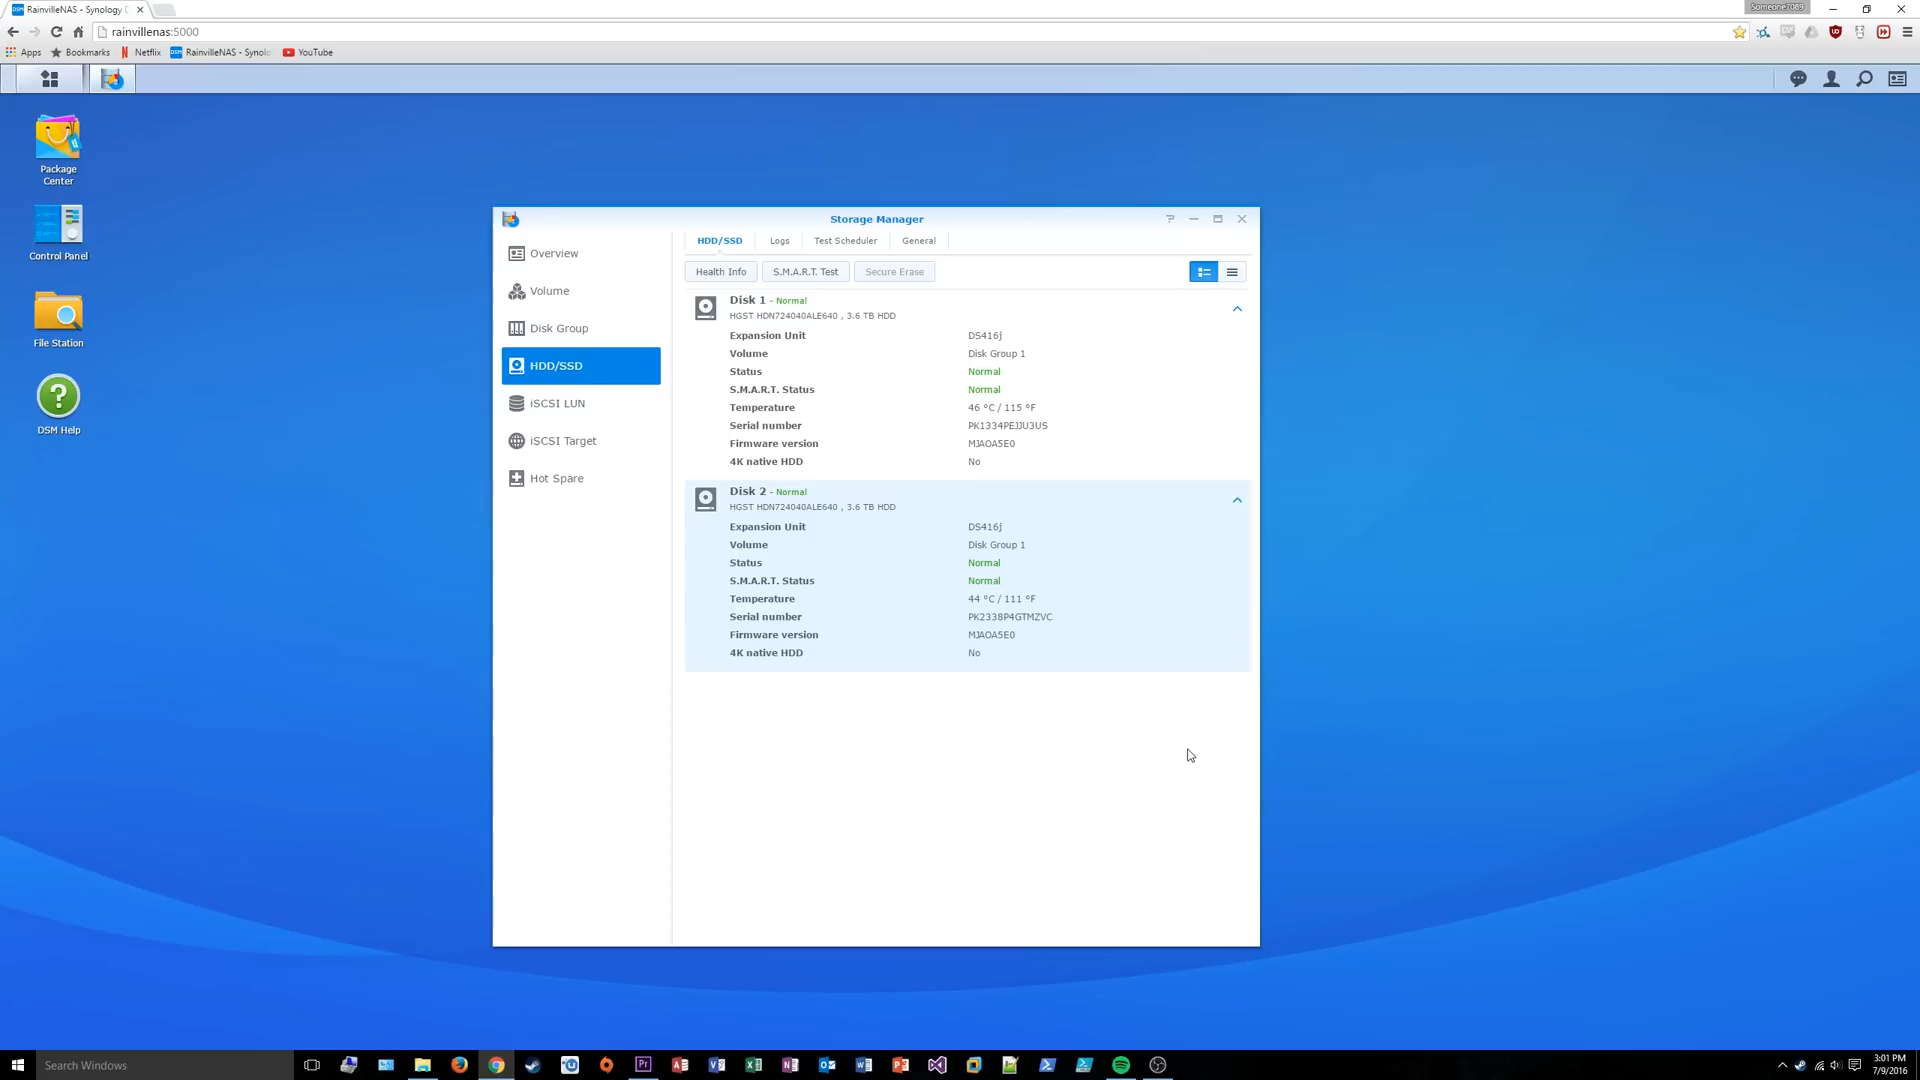 RainvilleNAS - Synology D
Someone7089
rainvillenas:5000
Apps
Bookmarks
Netflix
RainvilleNAS - Synolo
YouTube
Package
Center
Control Panel
File Station
DSM Help
Storage Manager
Overview
Volume
Disk Group
HDD/SSD
iSCSI LUN
iSCSI Target
Hot Spare
HDD/SSD Logs Test Scheduler General
Health Info S.M.A.R.T. Test Secure Erase
Disk 1 - Normal
HGST HDN724040ALE640 , 3.6 TB HDD
Expansion Unit DS416j
Volume Disk Group 1
Status Normal
S.M.A.R.T. Status Normal
Temperature 46 °C / 115 °F
Serial number PK1334PEJJU3US
Firmware version MJAOA5E0
4K native HDD No
Disk 2 - Normal
HGST HDN724040ALE640 , 3.6 TB HDD
Expansion Unit DS416j
Volume Disk Group 1
Status Normal
S.M.A.R.T. Status Normal
Temperature 44 °C / 111 °F
Serial number PK2338P4GTMZVC
Firmware version MJAOA5E0
4K native HDD No
Search Windows
3:01 PM
7/9/2016